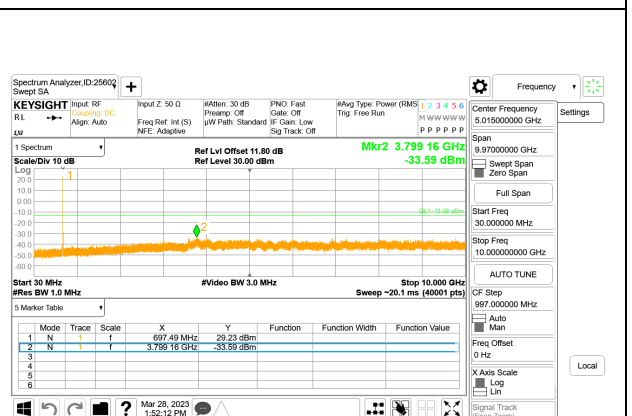 Spectrum Analyzer,ID:25602
Swept SA
Frequency
KEYSIGHT
Input: RF
Coupling: DC
Align: Auto
Input Z: 50 Ω
Freq Ref: Int (S)
NFE: Adaptive
#Atten: 30 dB
Preamp: Off
µW Path: Standard
PNO: Fast
Gate: Off
IF Gain: Low
Sig Track: Off
#Avg Type: Power (RMS
Trig: Free Run
1 2 3 4 5 6
M W W W W W
P P P P P P
RL
LXI
1 Spectrum
Scale/Div 10 dB
Ref Lvl Offset 11.80 dB
Ref Level 30.00 dBm
Mkr2 3.799 16 GHz
-33.59 dBm
Log
20.0
10.0
0.00
-10.0
-20.0
-30.0
-40.0
-50.0
-60.0
1
2
DL1 -13.00 dBm
Start 30 MHz
#Res BW 1.0 MHz
#Video BW 3.0 MHz
Stop 10.000 GHz
Sweep ~20.1 ms (40001 pts)
5 Marker Table
Mode Trace Scale X Y Function Function Width Function Value
1 N 1 f 697.49 MHz 29.23 dBm
2 N 1 f 3.799 16 GHz -33.59 dBm
3
4
5
6
Mar 28, 2023
1:52:12 PM
Center Frequency
5.015000000 GHz
Settings
Span
9.97000000 GHz
Swept Span
Zero Span
Full Span
Start Freq
30.000000 MHz
Stop Freq
10.000000000 GHz
AUTO TUNE
CF Step
997.000000 MHz
Auto
Man
Freq Offset
0 Hz
X Axis Scale
Log
Lin
Local
Signal Track
(Span Zoom)